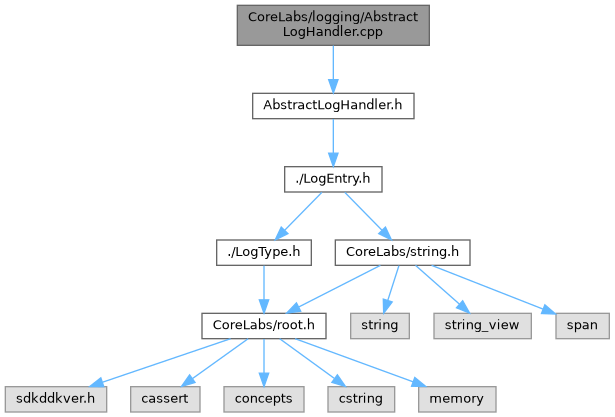 CoreLabs/logging/Abstract
LogHandler.cpp
AbstractLogHandler.h
./LogEntry.h
./LogType.h
CoreLabs/string.h
CoreLabs/root.h
string
string_view
span
sdkddkver.h
cassert
concepts
cstring
memory